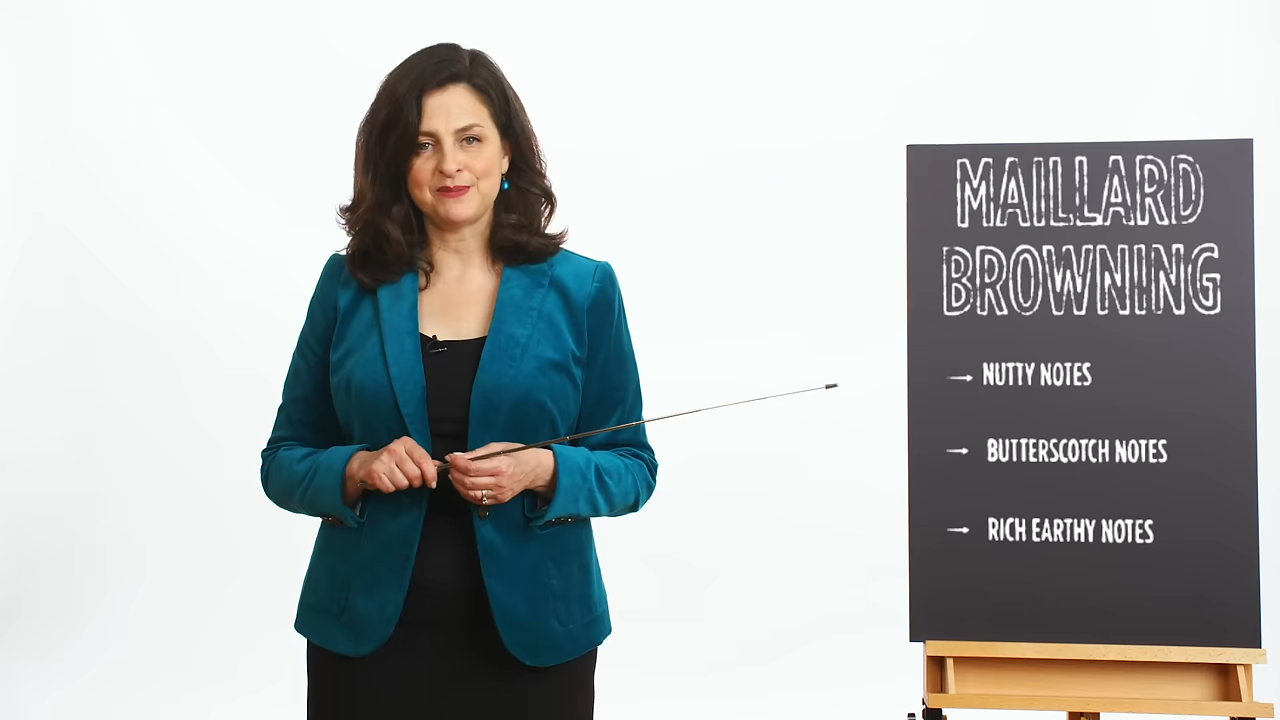 MAILLARD
BROWNING
→ NUTTY NOTES
→ BUTTERSCOTCH NOTES
→ RICH EARTHY NOTES